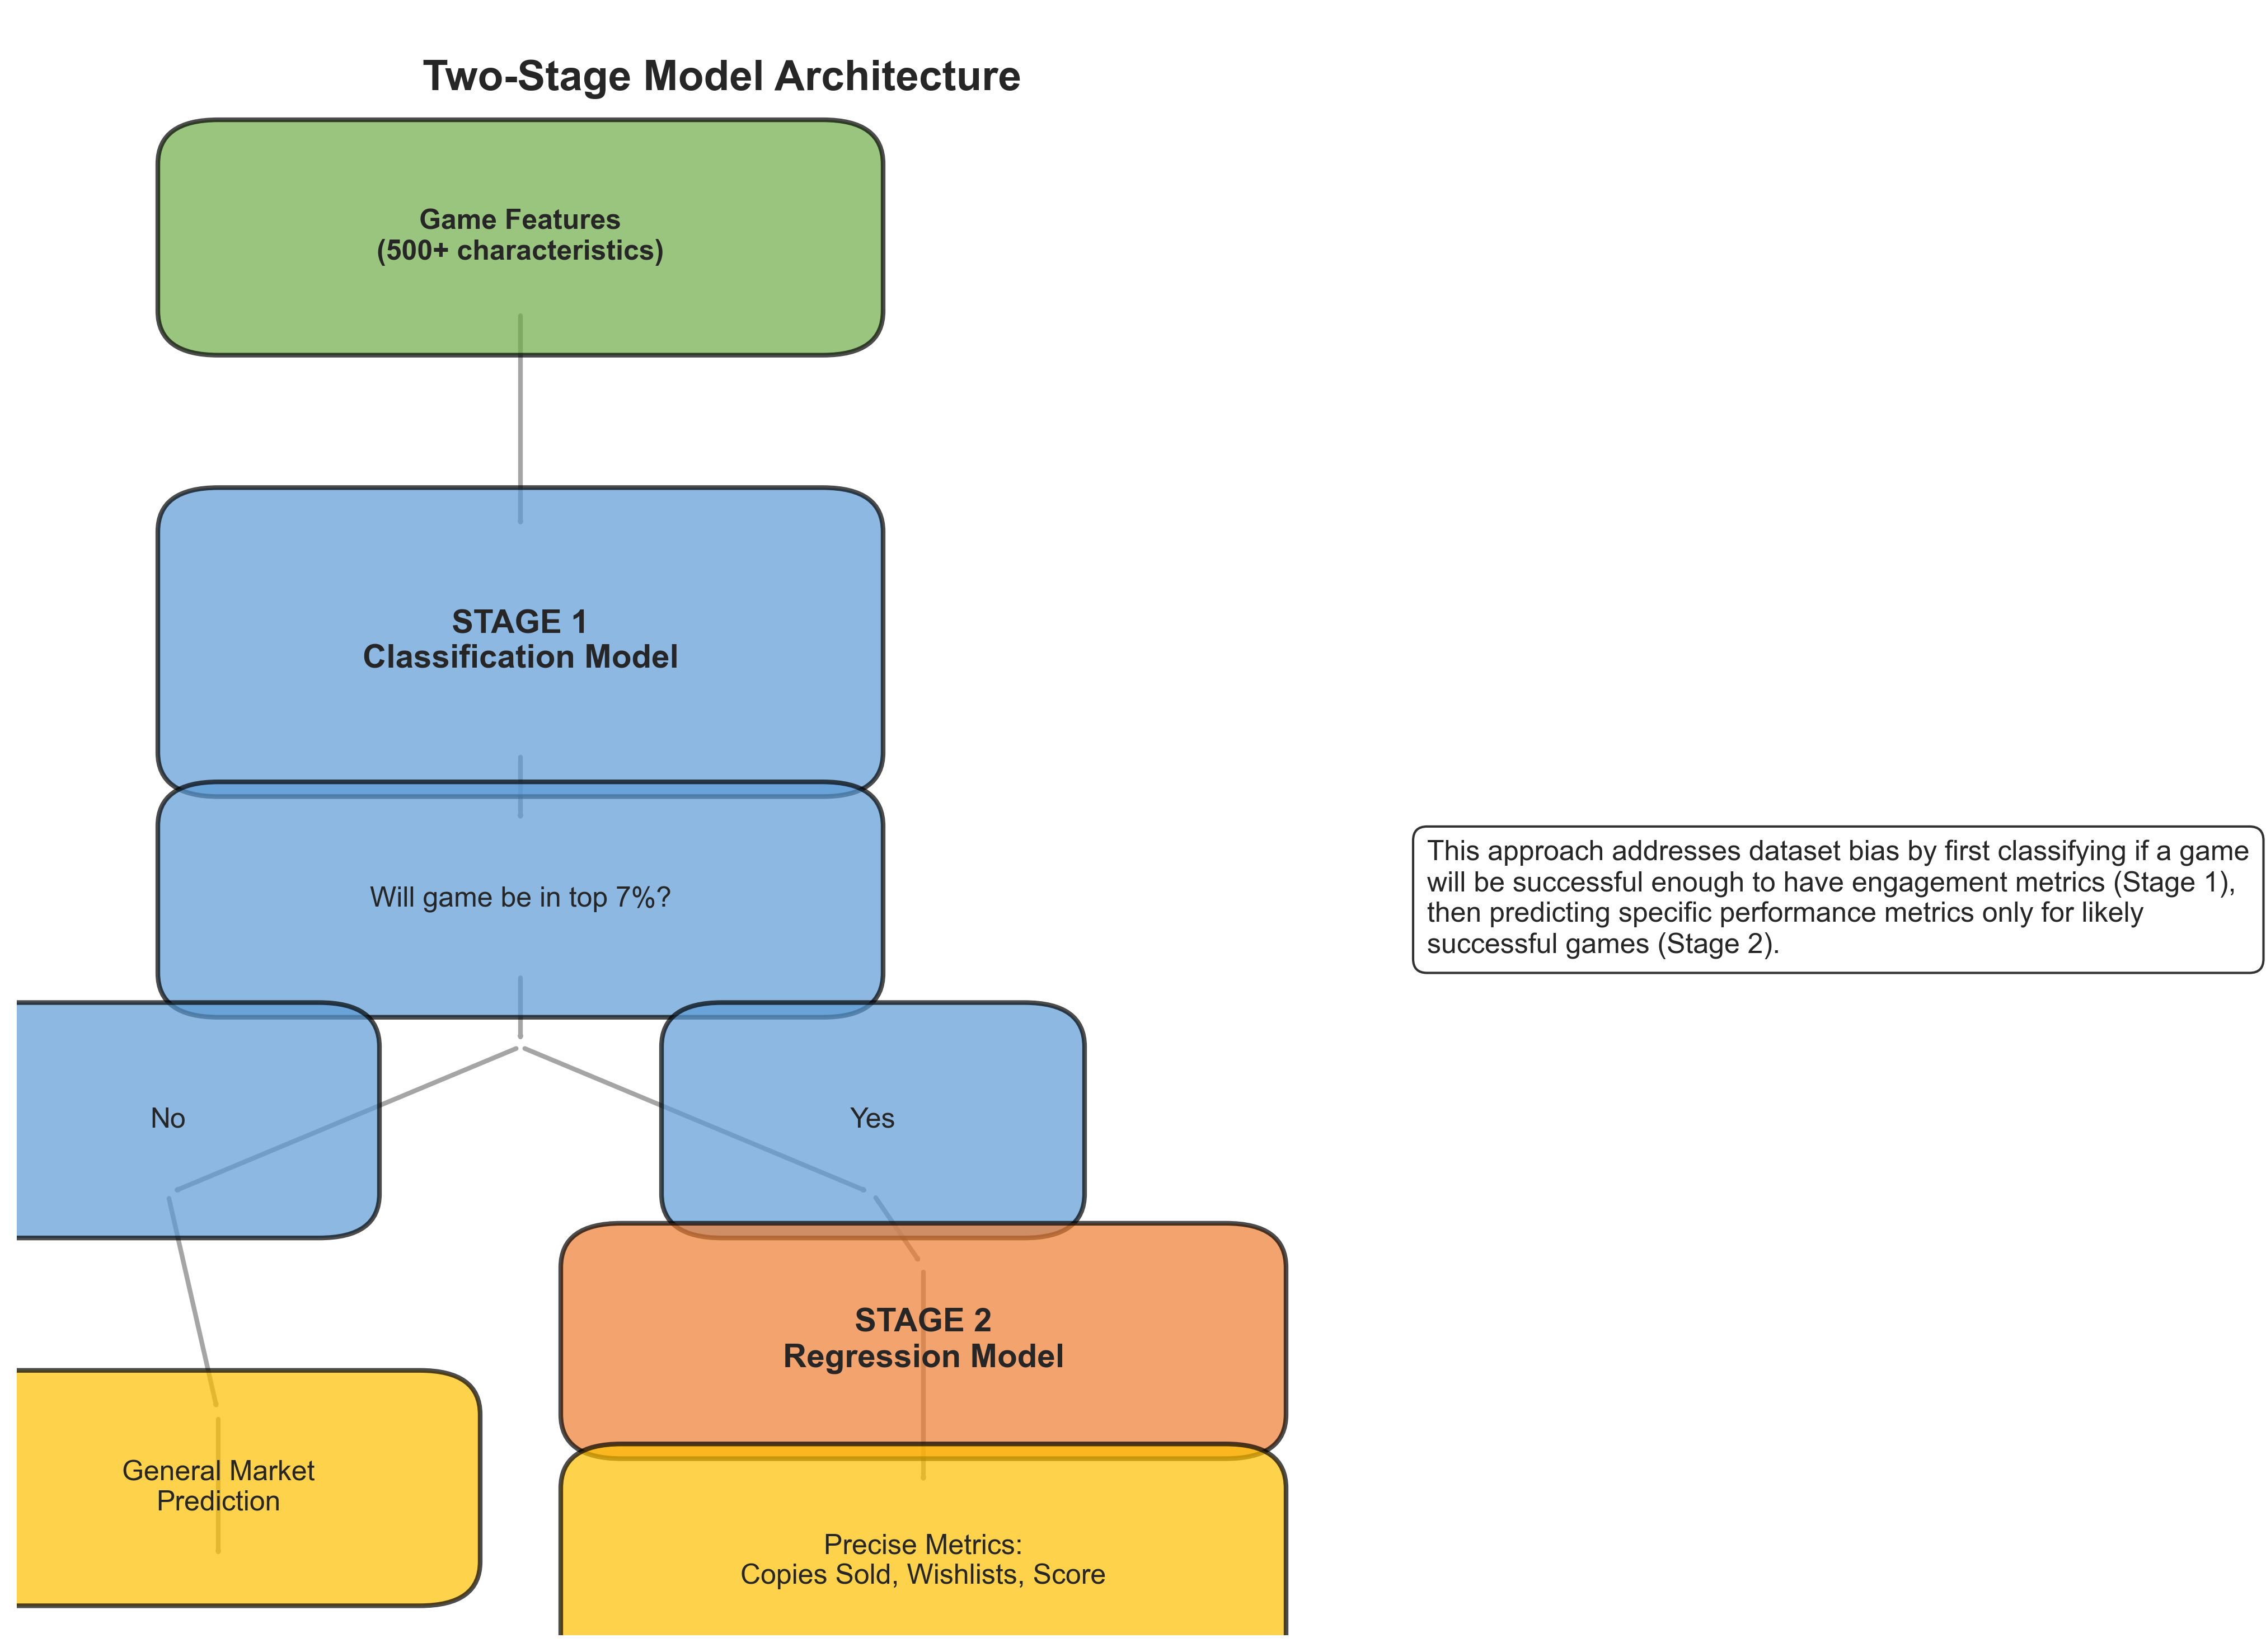 Two-Stage Model Architecture
Game Features
(500+ characteristics)
STAGE 1
Classification Model
Will game be in top 7%?
This approach addresses dataset bias by first classifying if a game
will be successful enough to have engagement metrics (Stage 1),
then predicting specific performance metrics only for likely
successful games (Stage 2).
No
Yes
STAGE 2
Regression Model
General Market
Prediction
Precise Metrics:
Copies Sold, Wishlists, Score